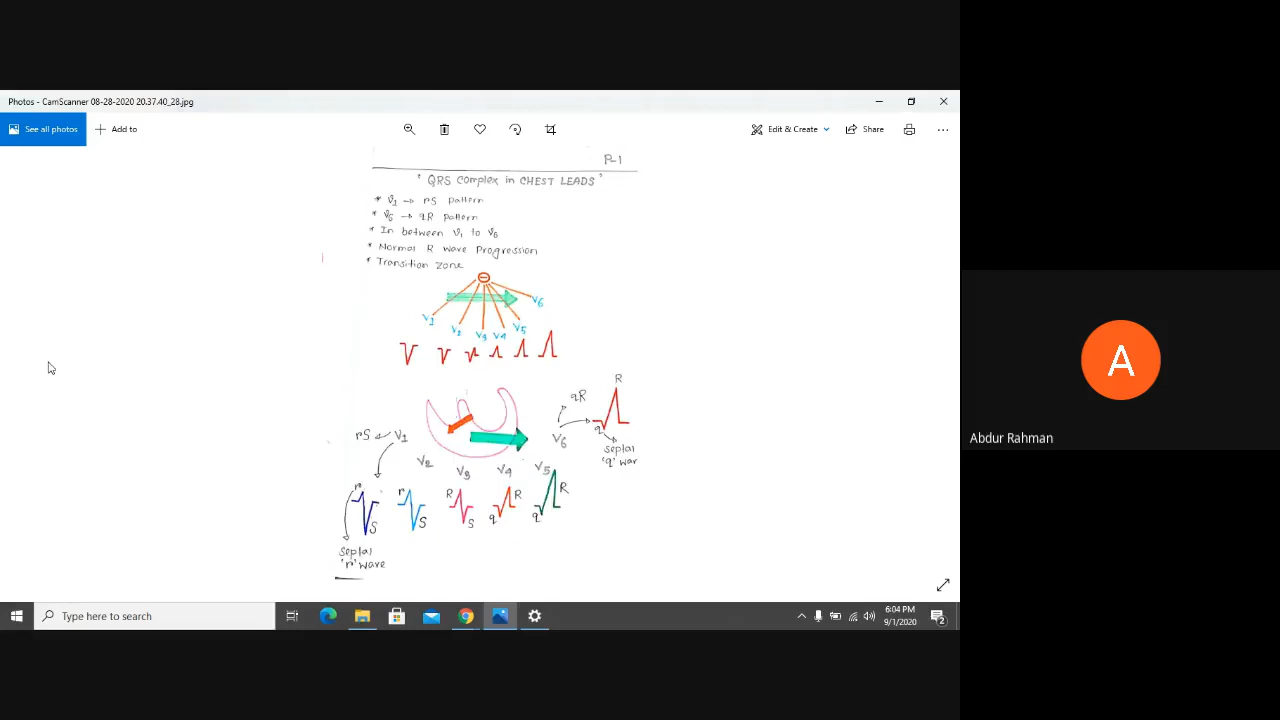 Photos - CamScanner 08-28-2020 20.37.40_28.jpg
See all photos
Add to
Edit & Create
Share
P-1
" QRS Complex in CHEST LEADS "
* V1 → rS pattern
* V6 → qR pattern
* In between V1 to V6
* Normal R wave Progression
* Transition Zone
V1 V2 V3 V4 V5 V6
R
qR
q
rS V1
V6
Septal
'q' wav
V2 V3 V4 V5
r S
r S
R S
q R
q R
Septal
'r' wave
Type here to search
6:04 PM
9/1/2020
2
A
Abdur Rahman